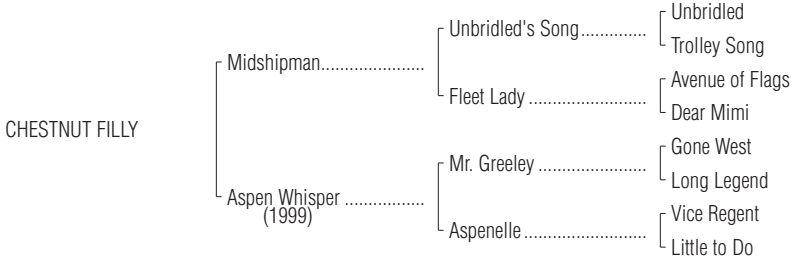 Unbridled
Unbridled's Song..............
Trolley Song
Midshipman......................
Avenue of Flags
Fleet Lady .........................
Dear Mimi
CHESTNUT FILLY
Gone West
Mr. Greeley .......................
Long Legend
Aspen Whisper .................
(1999)
Vice Regent
Aspenelle ..........................
Little to Do